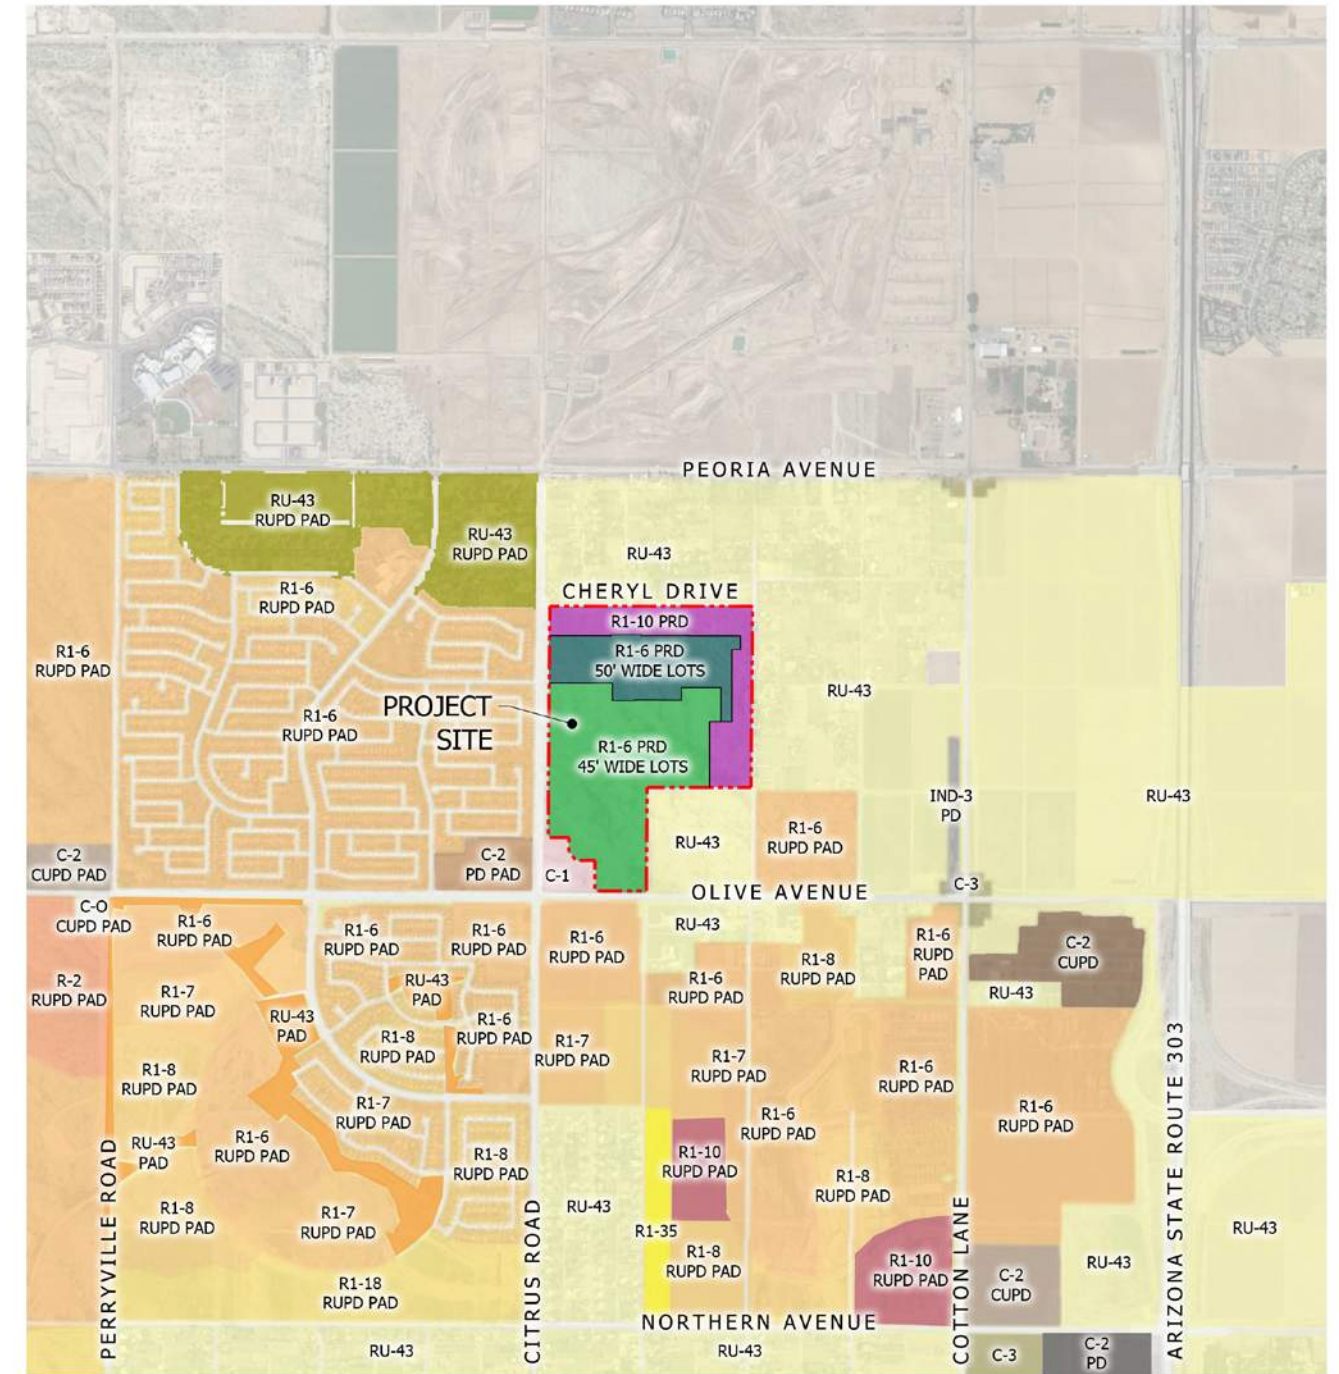 PEORIA AVENUE
RU-43
RUPD PAD
RU-43
RUPD PAD
RU-43
CHERYL DRIVE
R1-6
RUPD PAD
R1-10 PRD
R1-6
RUPD PAD
R1-6 PRD
50' WIDE LOTS
RU-43
PROJECT
SITE
R1-6
RUPD PAD
R1-6 PRD
45' WIDE LOTS
IND-3
PD
RU-43
R1-6
RUPD PAD
RU-43
C-2
CUPD PAD
C-2
PD PAD
C-1
C-3
OLIVE AVENUE
C-O
CUPD PAD
R1-6
RUPD PAD
R1-6
RUPD PAD
R1-6
RUPD PAD
R1-6
RUPD PAD
RU-43
R1-6
RUPD
PAD
C-2
CUPD
R1-8
RUPD PAD
R-2
RUPD PAD
R1-7
RUPD PAD
RU-43
PAD
R1-6
RUPD PAD
RU-43
RU-43
PAD
R1-6
RUPD PAD
R1-8
RUPD PAD
R1-7
RUPD PAD
R1-7
RUPD PAD
R1-6
RUPD PAD
R1-8
RUPD PAD
R1-7
RUPD PAD
R1-6
RUPD PAD
R1-6
RUPD PAD
RU-43
PAD
R1-6
RUPD PAD
R1-8
RUPD PAD
R1-10
RUPD PAD
R1-8
RUPD PAD
R1-8
RUPD PAD
R1-7
RUPD PAD
RU-43
R1-35
R1-8
RUPD PAD
R1-10
RUPD PAD
RU-43
RU-43
C-2
CUPD
R1-18
RUPD PAD
NORTHERN AVENUE
RU-43
RU-43
C-3
C-2
PD
PERRYVILLE ROAD
CITRUS ROAD
COTTON LANE
ARIZONA STATE ROUTE 303